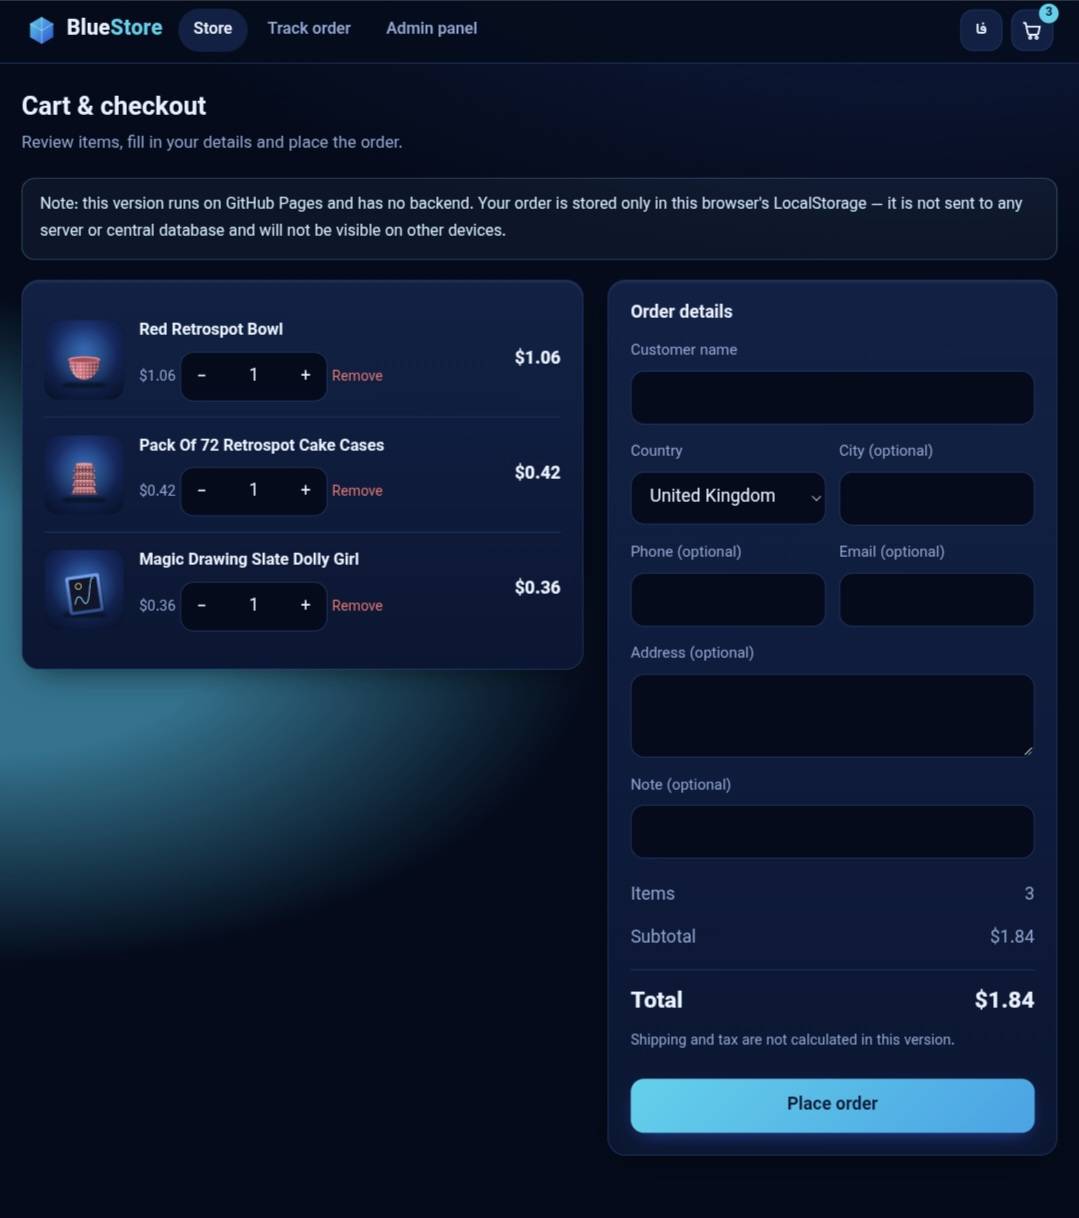 BlueStore
Store
Track order
Admin panel
فا
3
Cart & checkout
Review items, fill in your details and place the order.
Note: this version runs on GitHub Pages and has no backend. Your order is stored only in this browser's LocalStorage — it is not sent to any
server or central database and will not be visible on other devices.
Red Retrospot Bowl
$1.06 − 1 + Remove
$1.06
Pack Of 72 Retrospot Cake Cases
$0.42 − 1 + Remove
$0.42
Magic Drawing Slate Dolly Girl
$0.36 − 1 + Remove
$0.36
Order details
Customer name
Country
City (optional)
United Kingdom
Phone (optional)
Email (optional)
Address (optional)
Note (optional)
Items 3
Subtotal $1.84
Total $1.84
Shipping and tax are not calculated in this version.
Place order